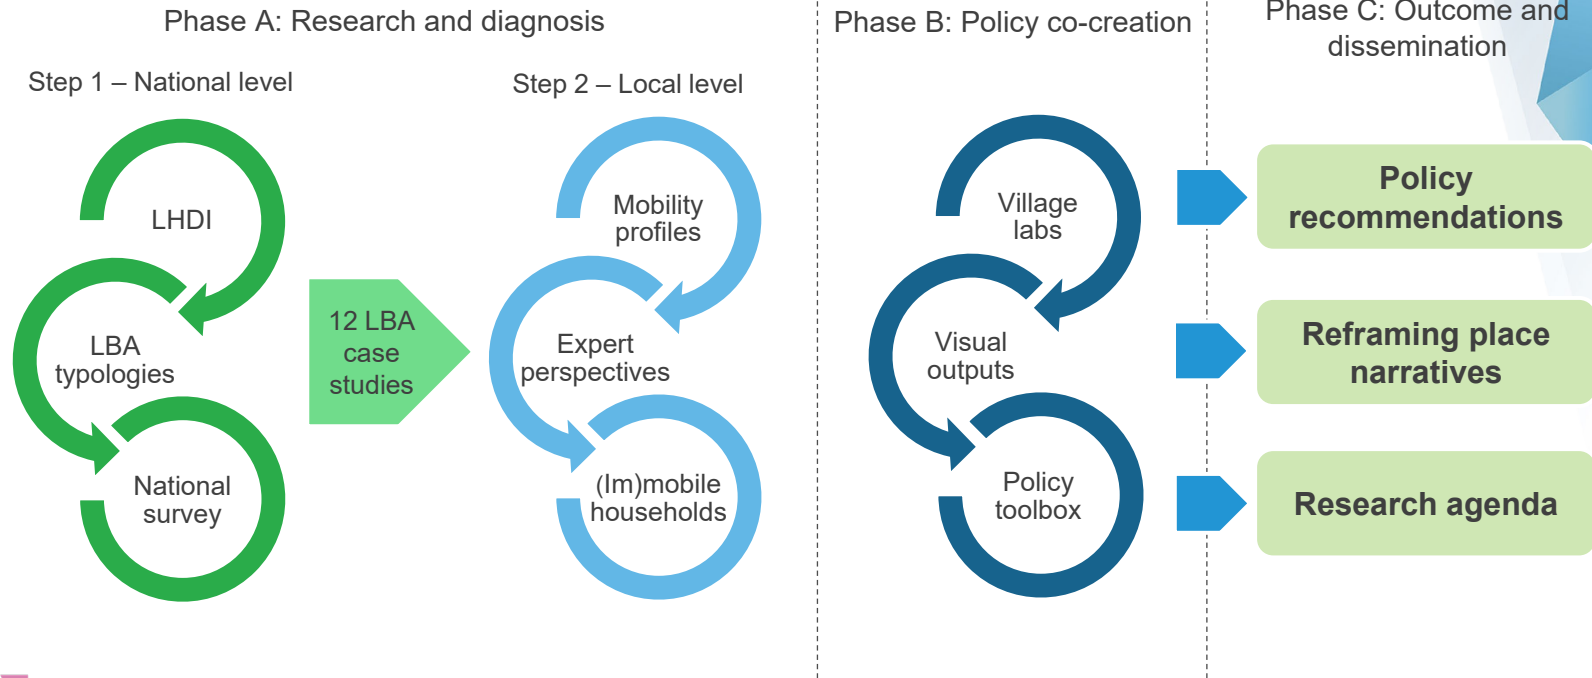 Phase A: Research and diagnosis
Step 1 – National level
LHDI
LBA
typologies
National
survey
12 LBA
case
studies
Step 2 – Local level
Mobility
profiles
Expert
perspectives
(Im)mobile
households
Phase B: Policy co-creation
Village
labs
Visual
outputs
Policy
toolbox
Phase C: Outcome and
dissemination
Policy
recommendations
Reframing place
narratives
Research agenda